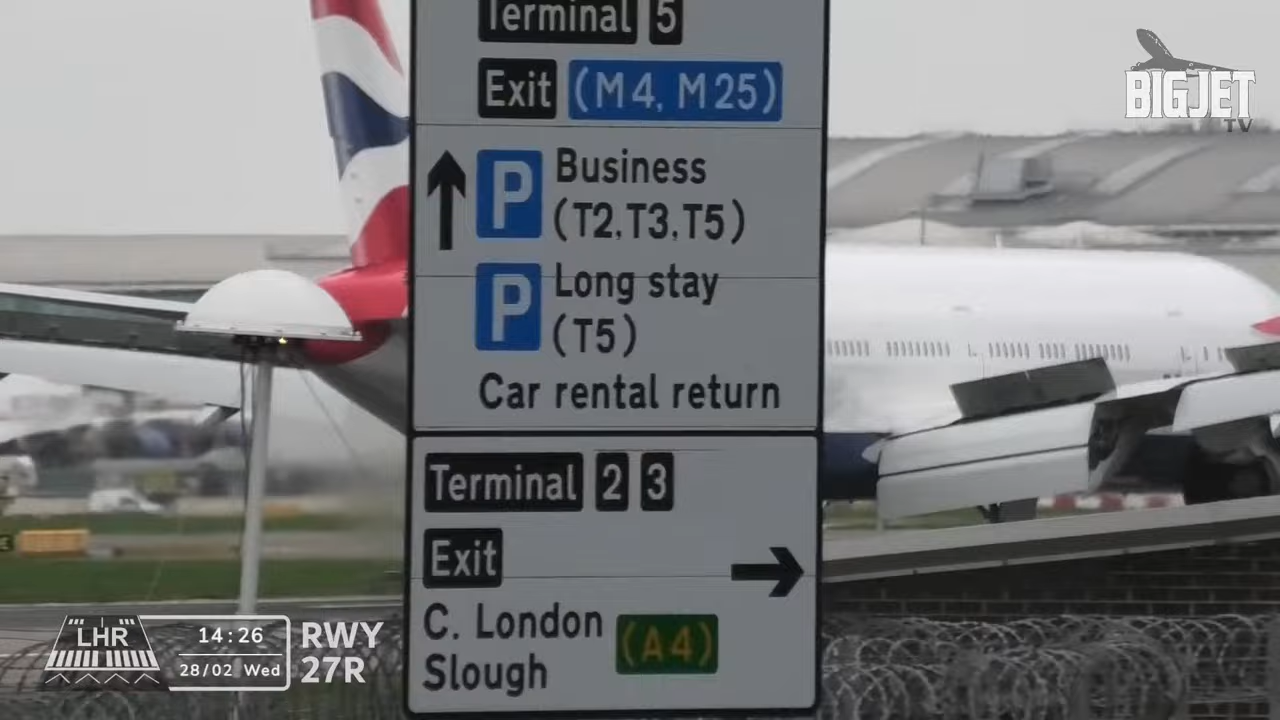 Terminal 5
Exit (M4, M25)
P Business
(T2, T3, T5)
P Long stay
(T5)
Car rental return
Terminal 2 3
Exit
C. London (A4)
Slough
BIGJET
TV
LHR
14:26
28/02 Wed
RWY
27R